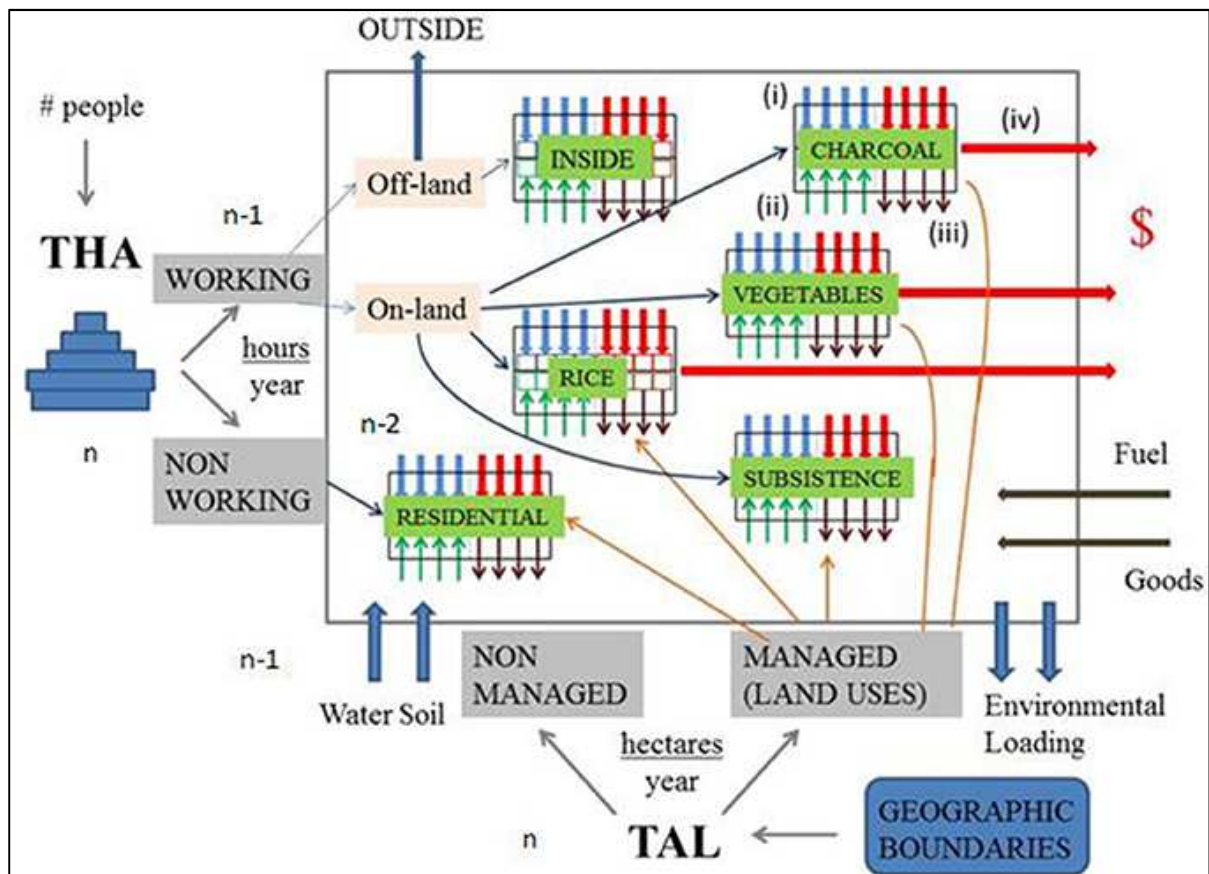 OUTSIDE
# people
(i)
(iv)
INSIDE
CHARCOAL
Off-land
n-1
(ii)
(iii)
THA
$
WORKING
VEGETABLES
On-land
hours
year
RICE
n-2
n
NON
WORKING
Fuel
SUBSISTENCE
RESIDENTIAL
Goods
n-1
NON
MANAGED
MANAGED
(LAND USES)
Water Soil
Environmental
Loading
hectares
year
GEOGRAPHIC
BOUNDARIES
n
TAL